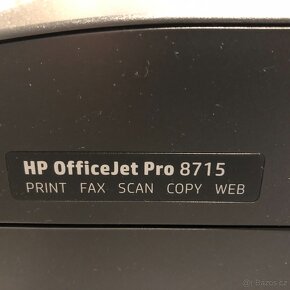 HP OfficeJet Pro 8715
PRINT FAX SCAN COPY WEB